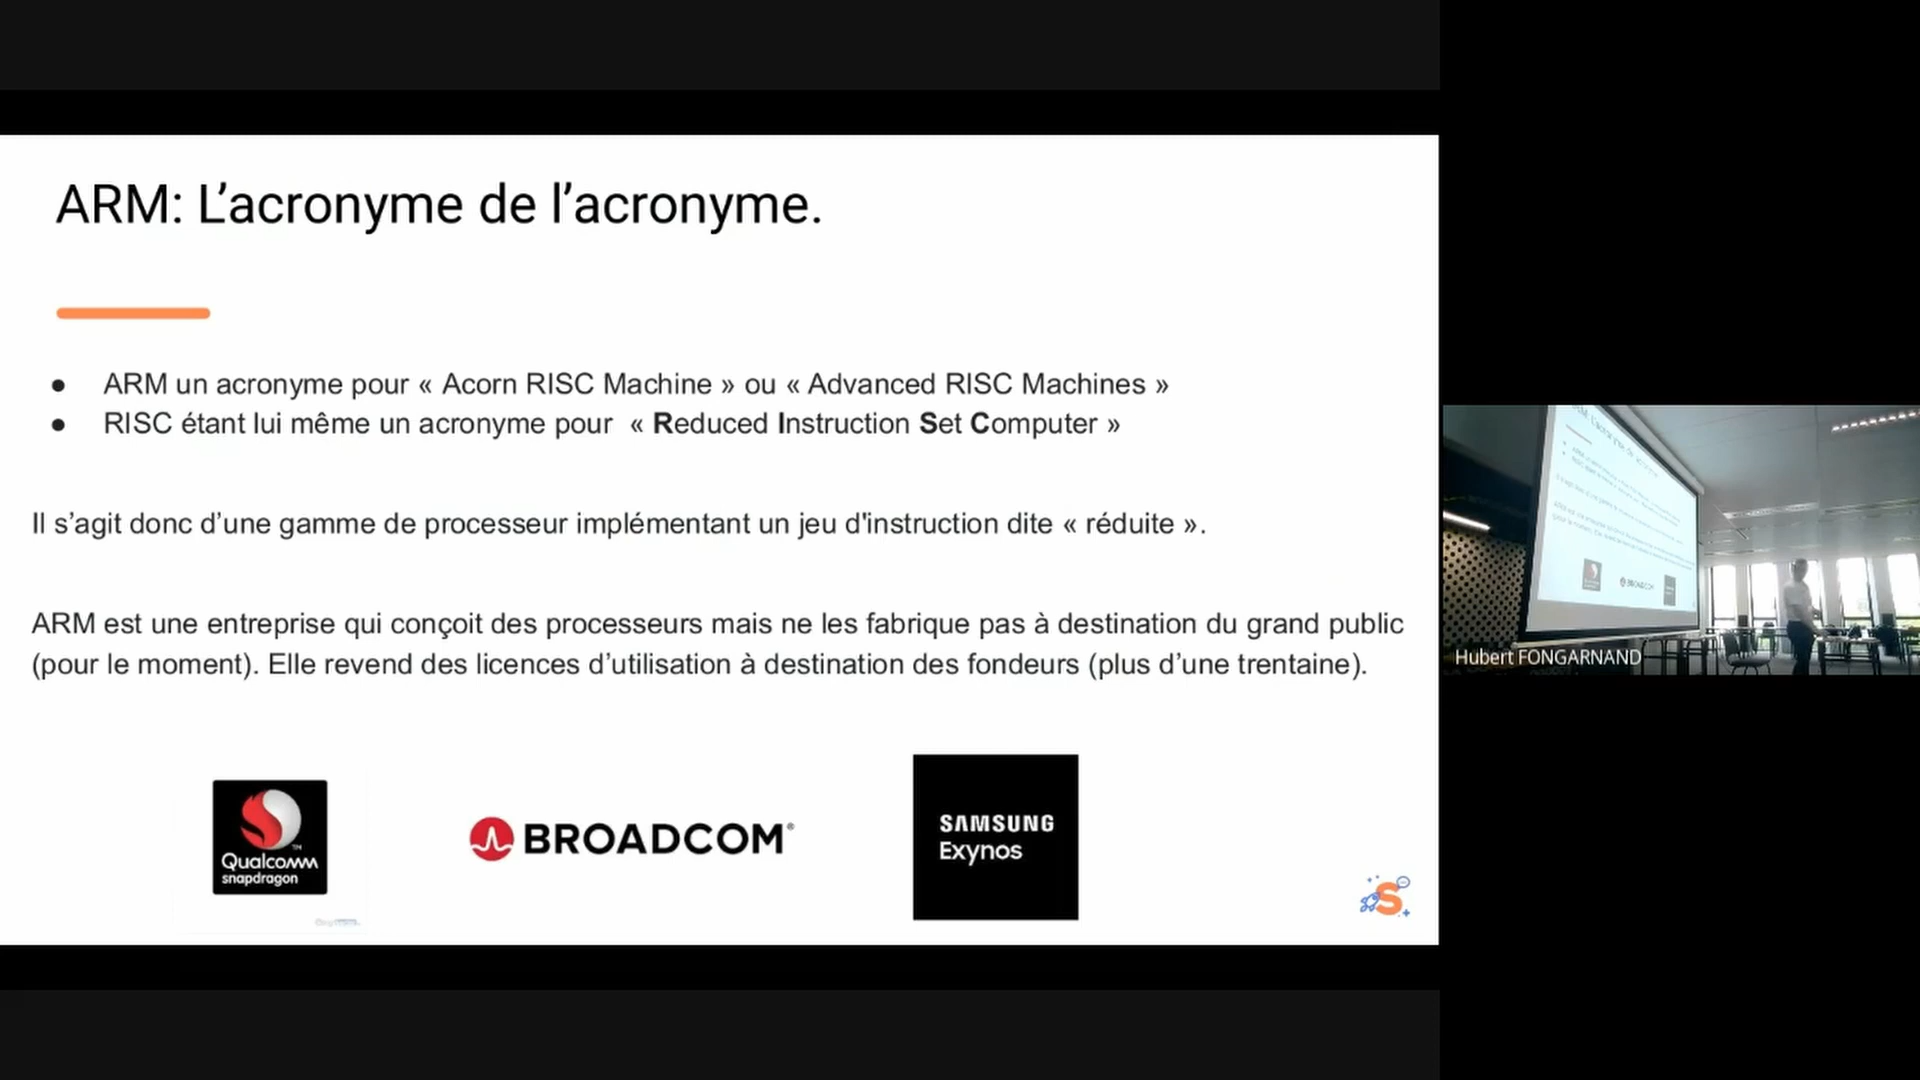 ARM: L’acronyme de l’acronyme.
● ARM un acronyme pour « Acorn RISC Machine » ou « Advanced RISC Machines »
● RISC étant lui même un acronyme pour « Reduced Instruction Set Computer »
Il s’agit donc d’une gamme de processeur implémentant un jeu d'instruction dite « réduite ».
ARM est une entreprise qui conçoit des processeurs mais ne les fabrique pas à destination du grand public
(pour le moment). Elle revend des licences d’utilisation à destination des fondeurs (plus d’une trentaine).
Qualcomm
snapdragon
BROADCOM
SAMSUNG
Exynos
S
Hubert FONGARNAND